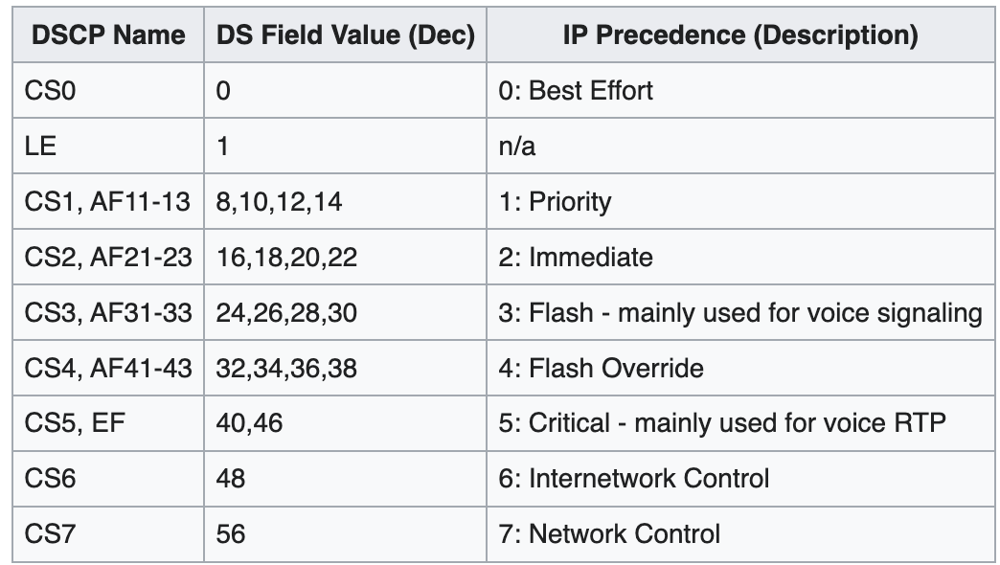 DSCP Name DS Field Value (Dec) IP Precedence (Description)
CS0 0 0: Best Effort
LE 1 n/a
CS1, AF11-13 8,10,12,14 1: Priority
CS2, AF21-23 16,18,20,22 2: Immediate
CS3, AF31-33 24,26,28,30 3: Flash - mainly used for voice signaling
CS4, AF41-43 32,34,36,38 4: Flash Override
CS5, EF 40,46 5: Critical - mainly used for voice RTP
CS6 48 6: Internetwork Control
CS7 56 7: Network Control